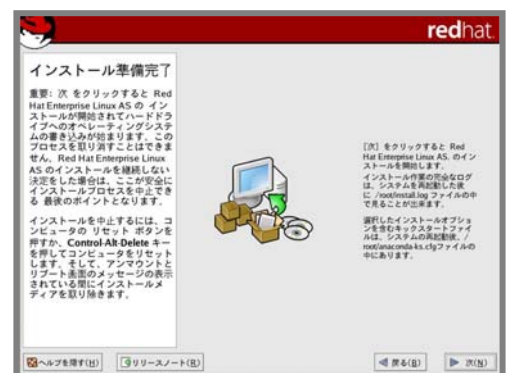 redhat.
インストール準備完了
重要: 次 をクリックすると Red
Hat Enterprise Linux AS の イン
ストールが開始されてハードドラ
イブへのオペレーティングシステ
ムの書き込みが始まります。この
プロセスを取り消すことはできま
せん。Red Hat Enterprise Linux
AS のインストールを継続しない
決定をした場合は、ここが安全に
インストールプロセスを中止でき
る 最後のポイントとなります。
インストールを中止するには、コ
ンピュータの リセット ボタンを
押すか、Control-Alt-Delete キー
を押してコンピュータをリセット
します。そして、アンマウントと
リブート画面のメッセージの表示
されている間にインストールメ
ディアを取り除きます。
[次] をクリックすると Red
Hat Enterprise Linux AS. のイン
ストールを開始します。
インストール作業の完全なログ
は、システムを再起動した後
に /root/install.log ファイルの中
で見ることが出来ます。
選択したインストールオプショ
ンを含むキックスタートファイ
ルは、システムの再起動後、/
root/anaconda-ks.cfgファイルの
中にあります。
ヘルプを隠す(H)
リリースノート(R)
戻る(B)
次(N)